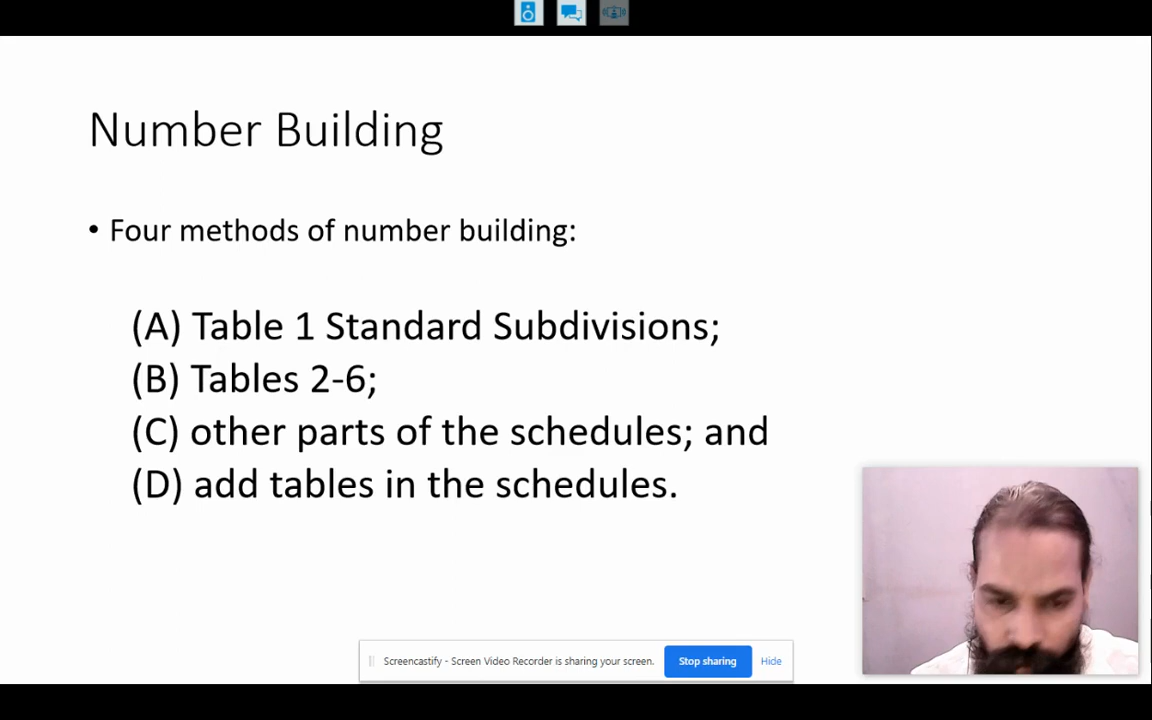 Number Building
• Four methods of number building:
(A) Table 1 Standard Subdivisions;
(B) Tables 2-6;
(C) other parts of the schedules; and
(D) add tables in the schedules.
Screencastify - Screen Video Recorder is sharing your screen. Stop sharing Hide